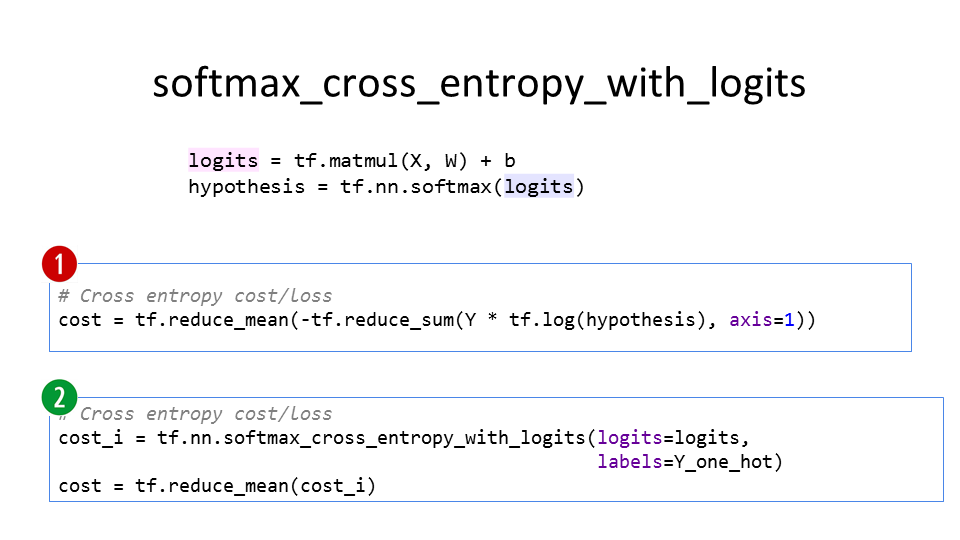 softmax_cross_entropy_with_logits
logits = tf.matmul(X, W) + b
hypothesis = tf.nn.softmax(logits)
1
# Cross entropy cost/loss
cost = tf.reduce_mean(-tf.reduce_sum(Y * tf.log(hypothesis), axis=1))
2
# Cross entropy cost/loss
cost_i = tf.nn.softmax_cross_entropy_with_logits(logits=logits,
labels=Y_one_hot)
cost = tf.reduce_mean(cost_i)